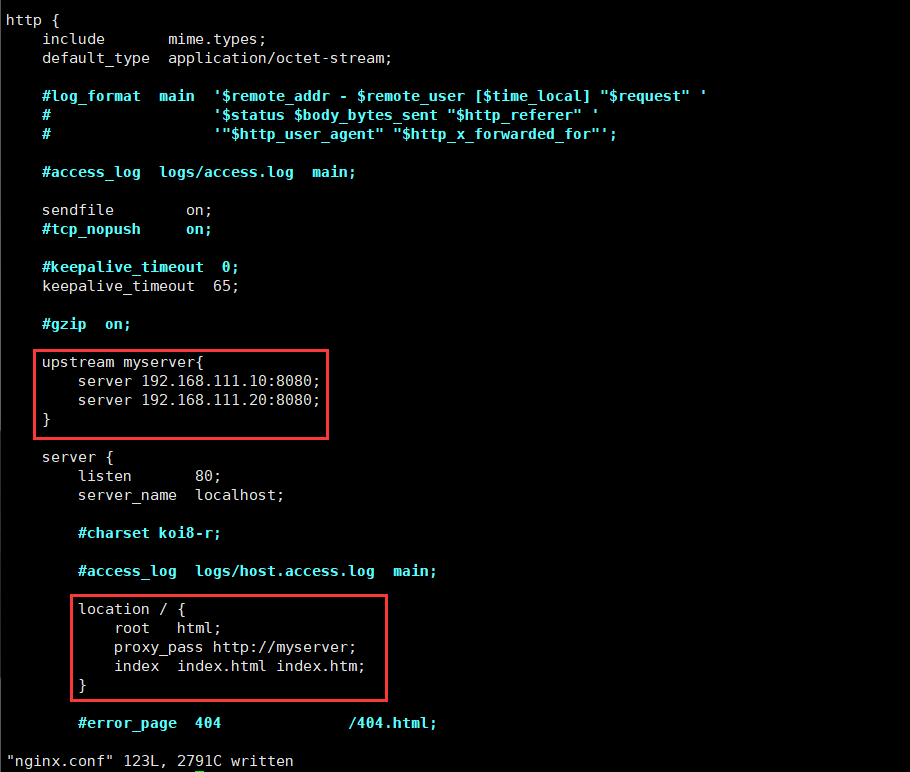 http {
    include       mime.types;
    default_type  application/octet-stream;
    #log_format  main  '$remote_addr - $remote_user [$time_local] "$request" '
    #                  '$status $body_bytes_sent "$http_referer" '
    #                  '"$http_user_agent" "$http_x_forwarded_for"';
    #access_log  logs/access.log  main;
    sendfile        on;
    #tcp_nopush     on;
    #keepalive_timeout  0;
    keepalive_timeout  65;
    #gzip  on;
    upstream myserver{
        server 192.168.111.10:8080;
        server 192.168.111.20:8080;
    }
    server {
        listen       80;
        server_name  localhost;
        #charset koi8-r;
        #access_log  logs/host.access.log  main;
        location / {
            root   html;
            proxy_pass http://myserver;
            index  index.html index.htm;
        }
        #error_page  404              /404.html;
"nginx.conf" 123L, 2791C written